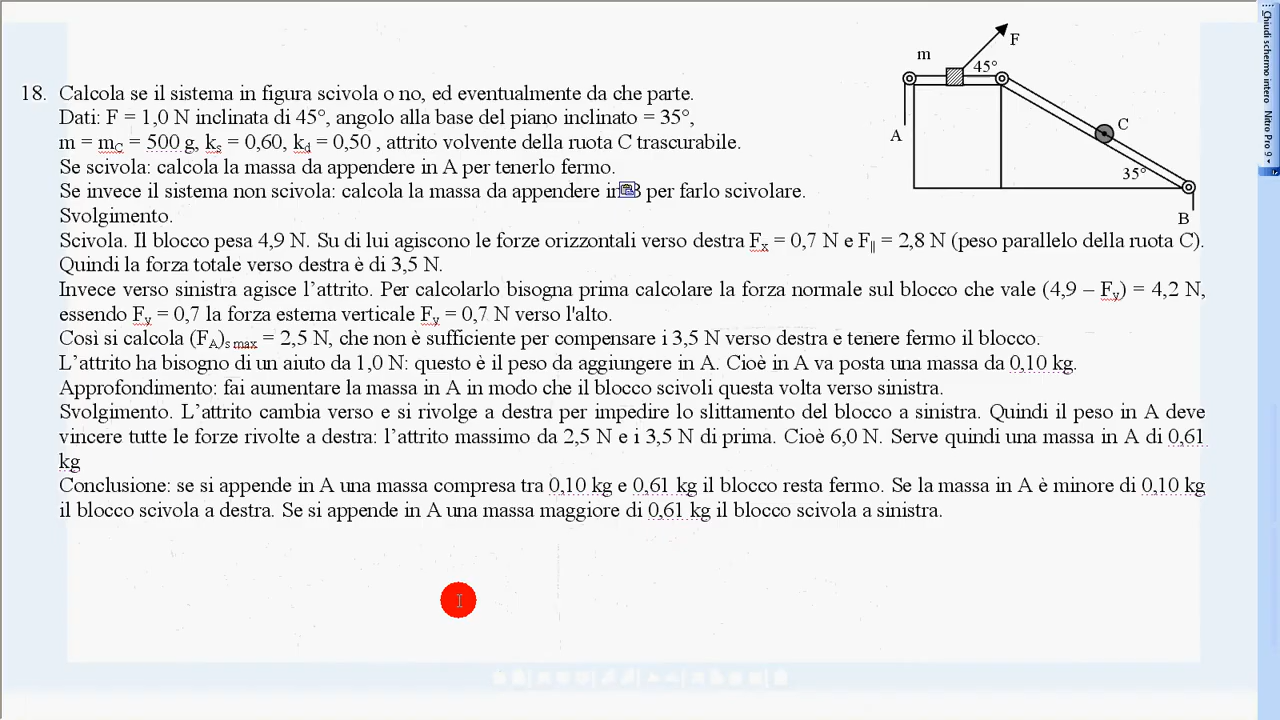 18. Calcola se il sistema in figura scivola o no, ed eventualmente da che parte.
Dati: F = 1,0 N inclinata di 45°, angolo alla base del piano inclinato = 35°,
m = mC = 500 g, ks = 0,60, kd = 0,50 , attrito volvente della ruota C trascurabile.
Se scivola: calcola la massa da appendere in A per tenerlo fermo.
Se invece il sistema non scivola: calcola la massa da appendere in B per farlo scivolare.
Svolgimento.
Scivola. Il blocco pesa 4,9 N. Su di lui agiscono le forze orizzontali verso destra Fx = 0,7 N e F|| = 2,8 N (peso parallelo della ruota C).
Quindi la forza totale verso destra è di 3,5 N.
Invece verso sinistra agisce l’attrito. Per calcolarlo bisogna prima calcolare la forza normale sul blocco che vale (4,9 – Fy) = 4,2 N,
essendo Fy = 0,7 la forza esterna verticale Fy = 0,7 N verso l'alto.
Così si calcola (FA)s max = 2,5 N, che non è sufficiente per compensare i 3,5 N verso destra e tenere fermo il blocco.
L’attrito ha bisogno di un aiuto da 1,0 N: questo è il peso da aggiungere in A. Cioè in A va posta una massa da 0,10 kg.
Approfondimento: fai aumentare la massa in A in modo che il blocco scivoli questa volta verso sinistra.
Svolgimento. L’attrito cambia verso e si rivolge a destra per impedire lo slittamento del blocco a sinistra. Quindi il peso in A deve
vincere tutte le forze rivolte a destra: l’attrito massimo da 2,5 N e i 3,5 N di prima. Cioè 6,0 N. Serve quindi una massa in A di 0,61
kg
Conclusione: se si appende in A una massa compresa tra 0,10 kg e 0,61 kg il blocco resta fermo. Se la massa in A è minore di 0,10 kg
il blocco scivola a destra. Se si appende in A una massa maggiore di 0,61 kg il blocco scivola a sinistra.
m
F
45°
A
C
35°
B
Chiudi schermo intero
Nitro Pro 9